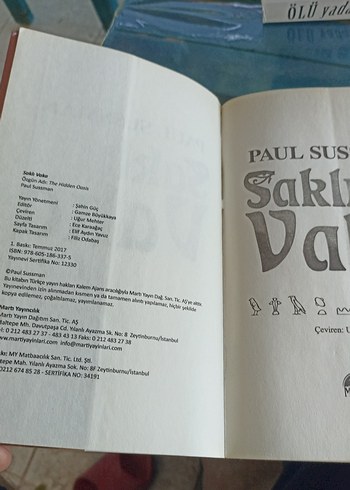 ÖLÜ yada
Saklı Vaha
Özgün Adı: The Hidden Oasis
Paul Sussman
Yayın Yönetmeni : Şahin Güç
Editör : Gamze Büyükkaya
Çeviren : Uğur Mehter
Düzelti : Ece Karaağaç
Sayfa Tasarım : Elif Aydın Yavuz
Kapak Tasarım : Filiz Odabaş
1. Baskı: Temmuz 2017
ISBN: 978-605-186-337-5
Yayınevi Sertifika No: 12330
©Paul Sussman
Bu kitabın Türkçe yayın hakları Kalem Ajans aracılığıyla Martı Yayın Dağ. San. Tic. AŞ'ye aittir.
Yayınevinden izin alınmadan kısmen ya da tamamen alıntı yapılamaz, hiçbir şekilde
kopya edilemez, çoğaltılamaz, yayınlanamaz.
Martı Yayıncılık
Martı Yayın Dağıtım San. Tic. AŞ
Maltepe Mh. Davutpaşa Cd. Yılanlı Ayazma Sk. No: 8 Zeytinburnu/İstanbul
0 212 483 27 37 - 483 43 13 Faks: 0 212 483 27 38
www.martiyayinlari.com info@martiyayinlari.com
MY Matbaacılık San. Tic. Ltd. Şti.
Maltepe Mah. Yılanlı Ayazma Sok. No: 8F Zeytinburnu/İstanbul
0212 674 85 28 - SERTİFİKA NO: 34191
PAUL SUSS
Sakl
Va
Çeviren: U